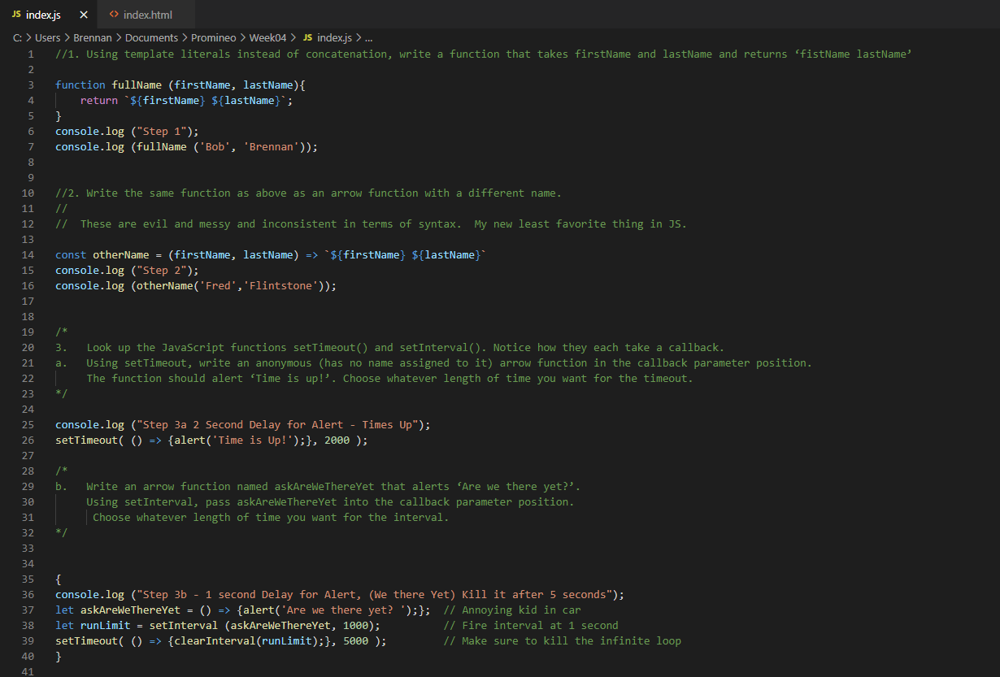 JS index.js × <> index.html
C: > Users > Brennan > Documents > Promineo > Week04 > JS index.js > ...
1 //1. Using template literals instead of concatenation, write a function that takes firstName and lastName and returns ‘fistName lastName’
2
3 function fullName (firstName, lastName){
4     return `${firstName} ${lastName}`;
5 }
6 console.log ("Step 1");
7 console.log (fullName ('Bob', 'Brennan'));
8
9
10 //2. Write the same function as above as an arrow function with a different name.
11 //
12 //  These are evil and messy and inconsistent in terms of syntax.  My new least favorite thing in JS.
13
14 const otherName = (firstName, lastName) => `${firstName} ${lastName}`
15 console.log ("Step 2");
16 console.log (otherName('Fred','Flintstone'));
17
18
19 /*
20 3.   Look up the JavaScript functions setTimeout() and setInterval(). Notice how they each take a callback.
21 a.   Using setTimeout, write an anonymous (has no name assigned to it) arrow function in the callback parameter position.
22      The function should alert ‘Time is up!’. Choose whatever length of time you want for the timeout.
23 */
24
25 console.log ("Step 3a 2 Second Delay for Alert - Times Up");
26 setTimeout( () => {alert('Time is Up!');}, 2000 );
27
28 /*
29 b.   Write an arrow function named askAreWeThereYet that alerts ‘Are we there yet?’.
30      Using setInterval, pass askAreWeThereYet into the callback parameter position.
31       Choose whatever length of time you want for the interval.
32 */
33
34
35 {
36 console.log ("Step 3b - 1 second Delay for Alert, (We there Yet) Kill it after 5 seconds");
37 let askAreWeThereYet = () => {alert('Are we there yet? ');};  // Annoying kid in car
38 let runLimit = setInterval (askAreWeThereYet, 1000);          // Fire interval at 1 second
39 setTimeout( () => {clearInterval(runLimit);}, 5000 );         // Make sure to kill the infinite loop
40 }
41